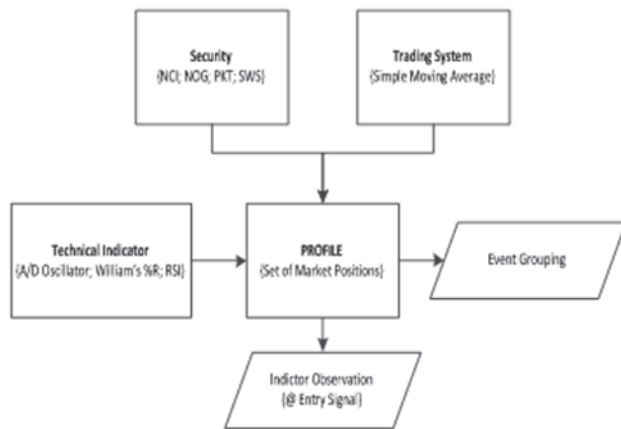 Security
{NCI; NOG; PKT; SWS}
Trading System
{Simple Moving Average}
Technical Indicator
{A/D Oscillator; William's %R; RSI}
PROFILE
{Set of Market Positions}
Event Grouping
Indictor Observation
{@ Entry Signal}